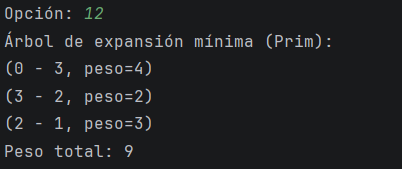 Opción: 12
Árbol de expansión mínima (Prim):
(0 - 3, peso=4)
(3 - 2, peso=2)
(2 - 1, peso=3)
Peso total: 9